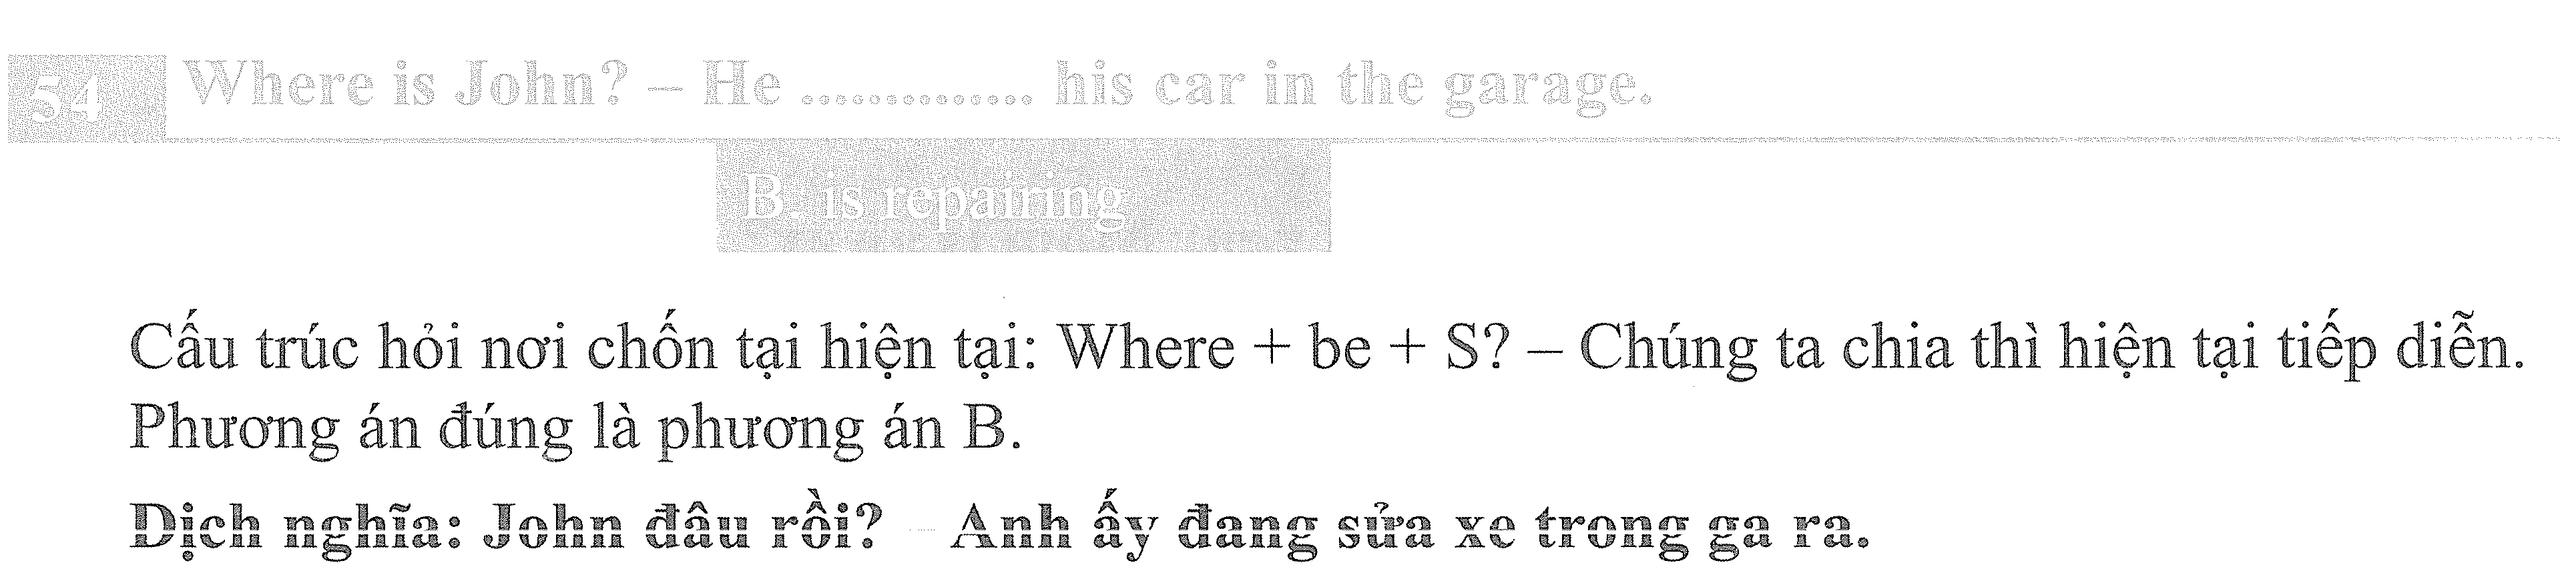 54 Where is John? – He .............. his car in the garage.
B. is repairing
Cấu trúc hỏi nơi chốn tại hiện tại: Where + be + S? – Chúng ta chia thì hiện tại tiếp diễn.
Phương án đúng là phương án B.
Dịch nghĩa: John đâu rồi? – Anh ấy đang sửa xe trong ga ra.